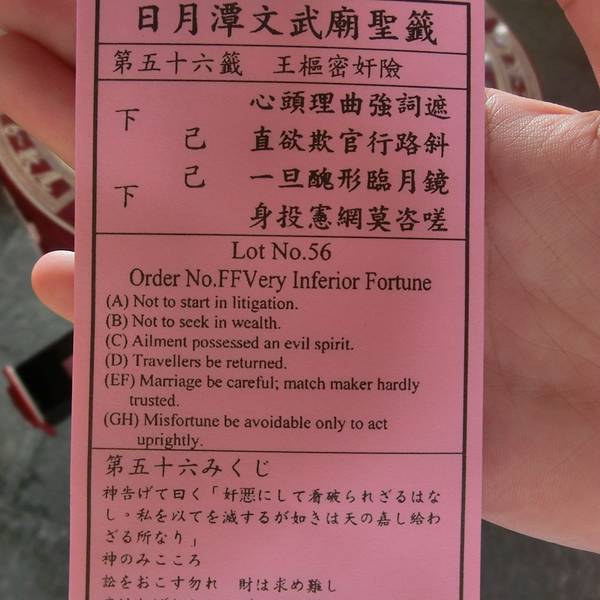 日月潭文武廟聖籤
第五十六籤 王樞密奸險
下下
己己
心頭理曲強詞遮
直欲欺官行路斜
一旦醜形臨月鏡
身投憲網莫咨嗟
Lot No.56
Order No.FFVery Inferior Fortune
(A) Not to start in litigation.
(B) Not to seek in wealth.
(C) Ailment possessed an evil spirit.
(D) Travellers be returned.
(EF) Marriage be careful; match maker hardly
trusted.
(GH) Misfortune be avoidable only to act
uprightly.
第五十六みくじ
神告げて曰く「奸悪にして看破られざるはな
し。私を以てを滅するが如きは天の嘉し給わ
ざる所なり」
神のみこころ
訟をおこす勿れ 財は求め難し